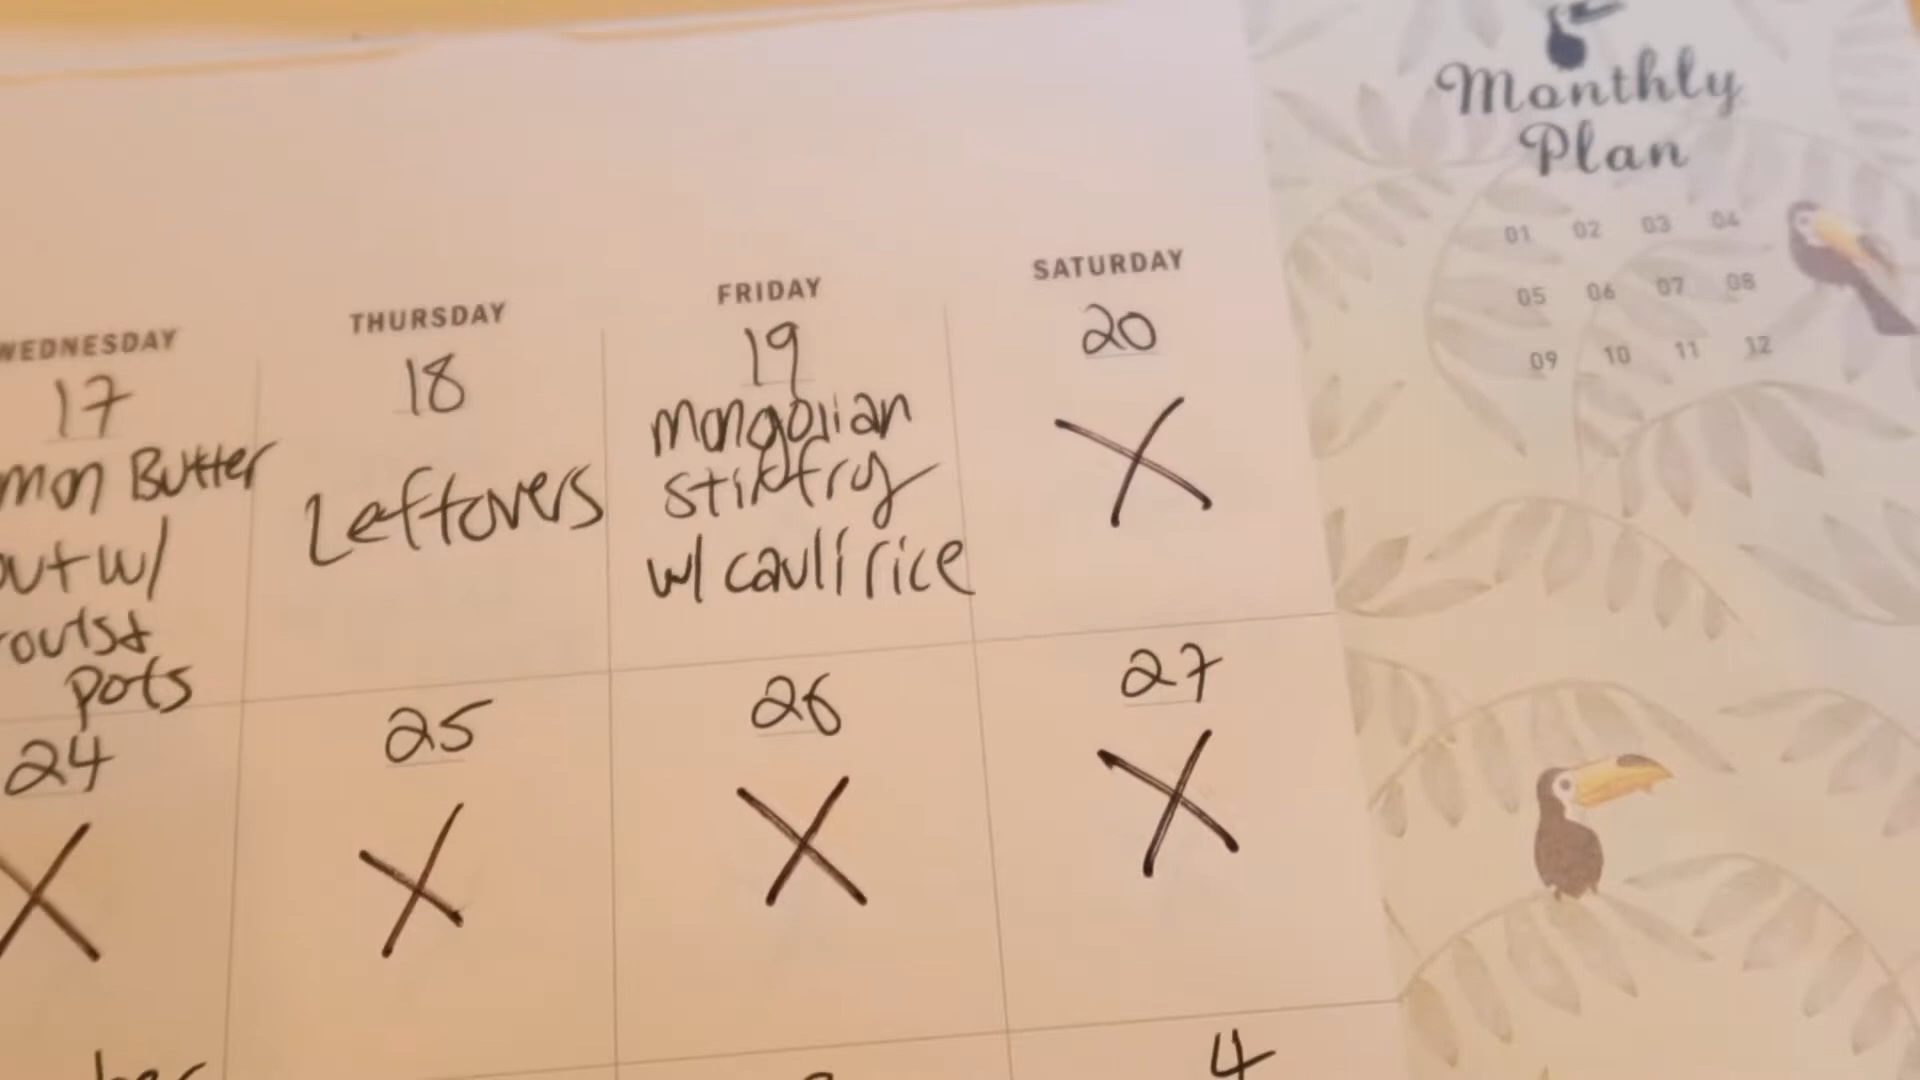 Monthly
Plan
01 02 03 04
05 06 07 08
09 10 11 12
WEDNESDAY THURSDAY FRIDAY SATURDAY
17 18 19 20
Butter
w/
pots
Leftovers
mongolian
stirfry
w/ cauli rice
X
24 25 26 27
X X X X
4